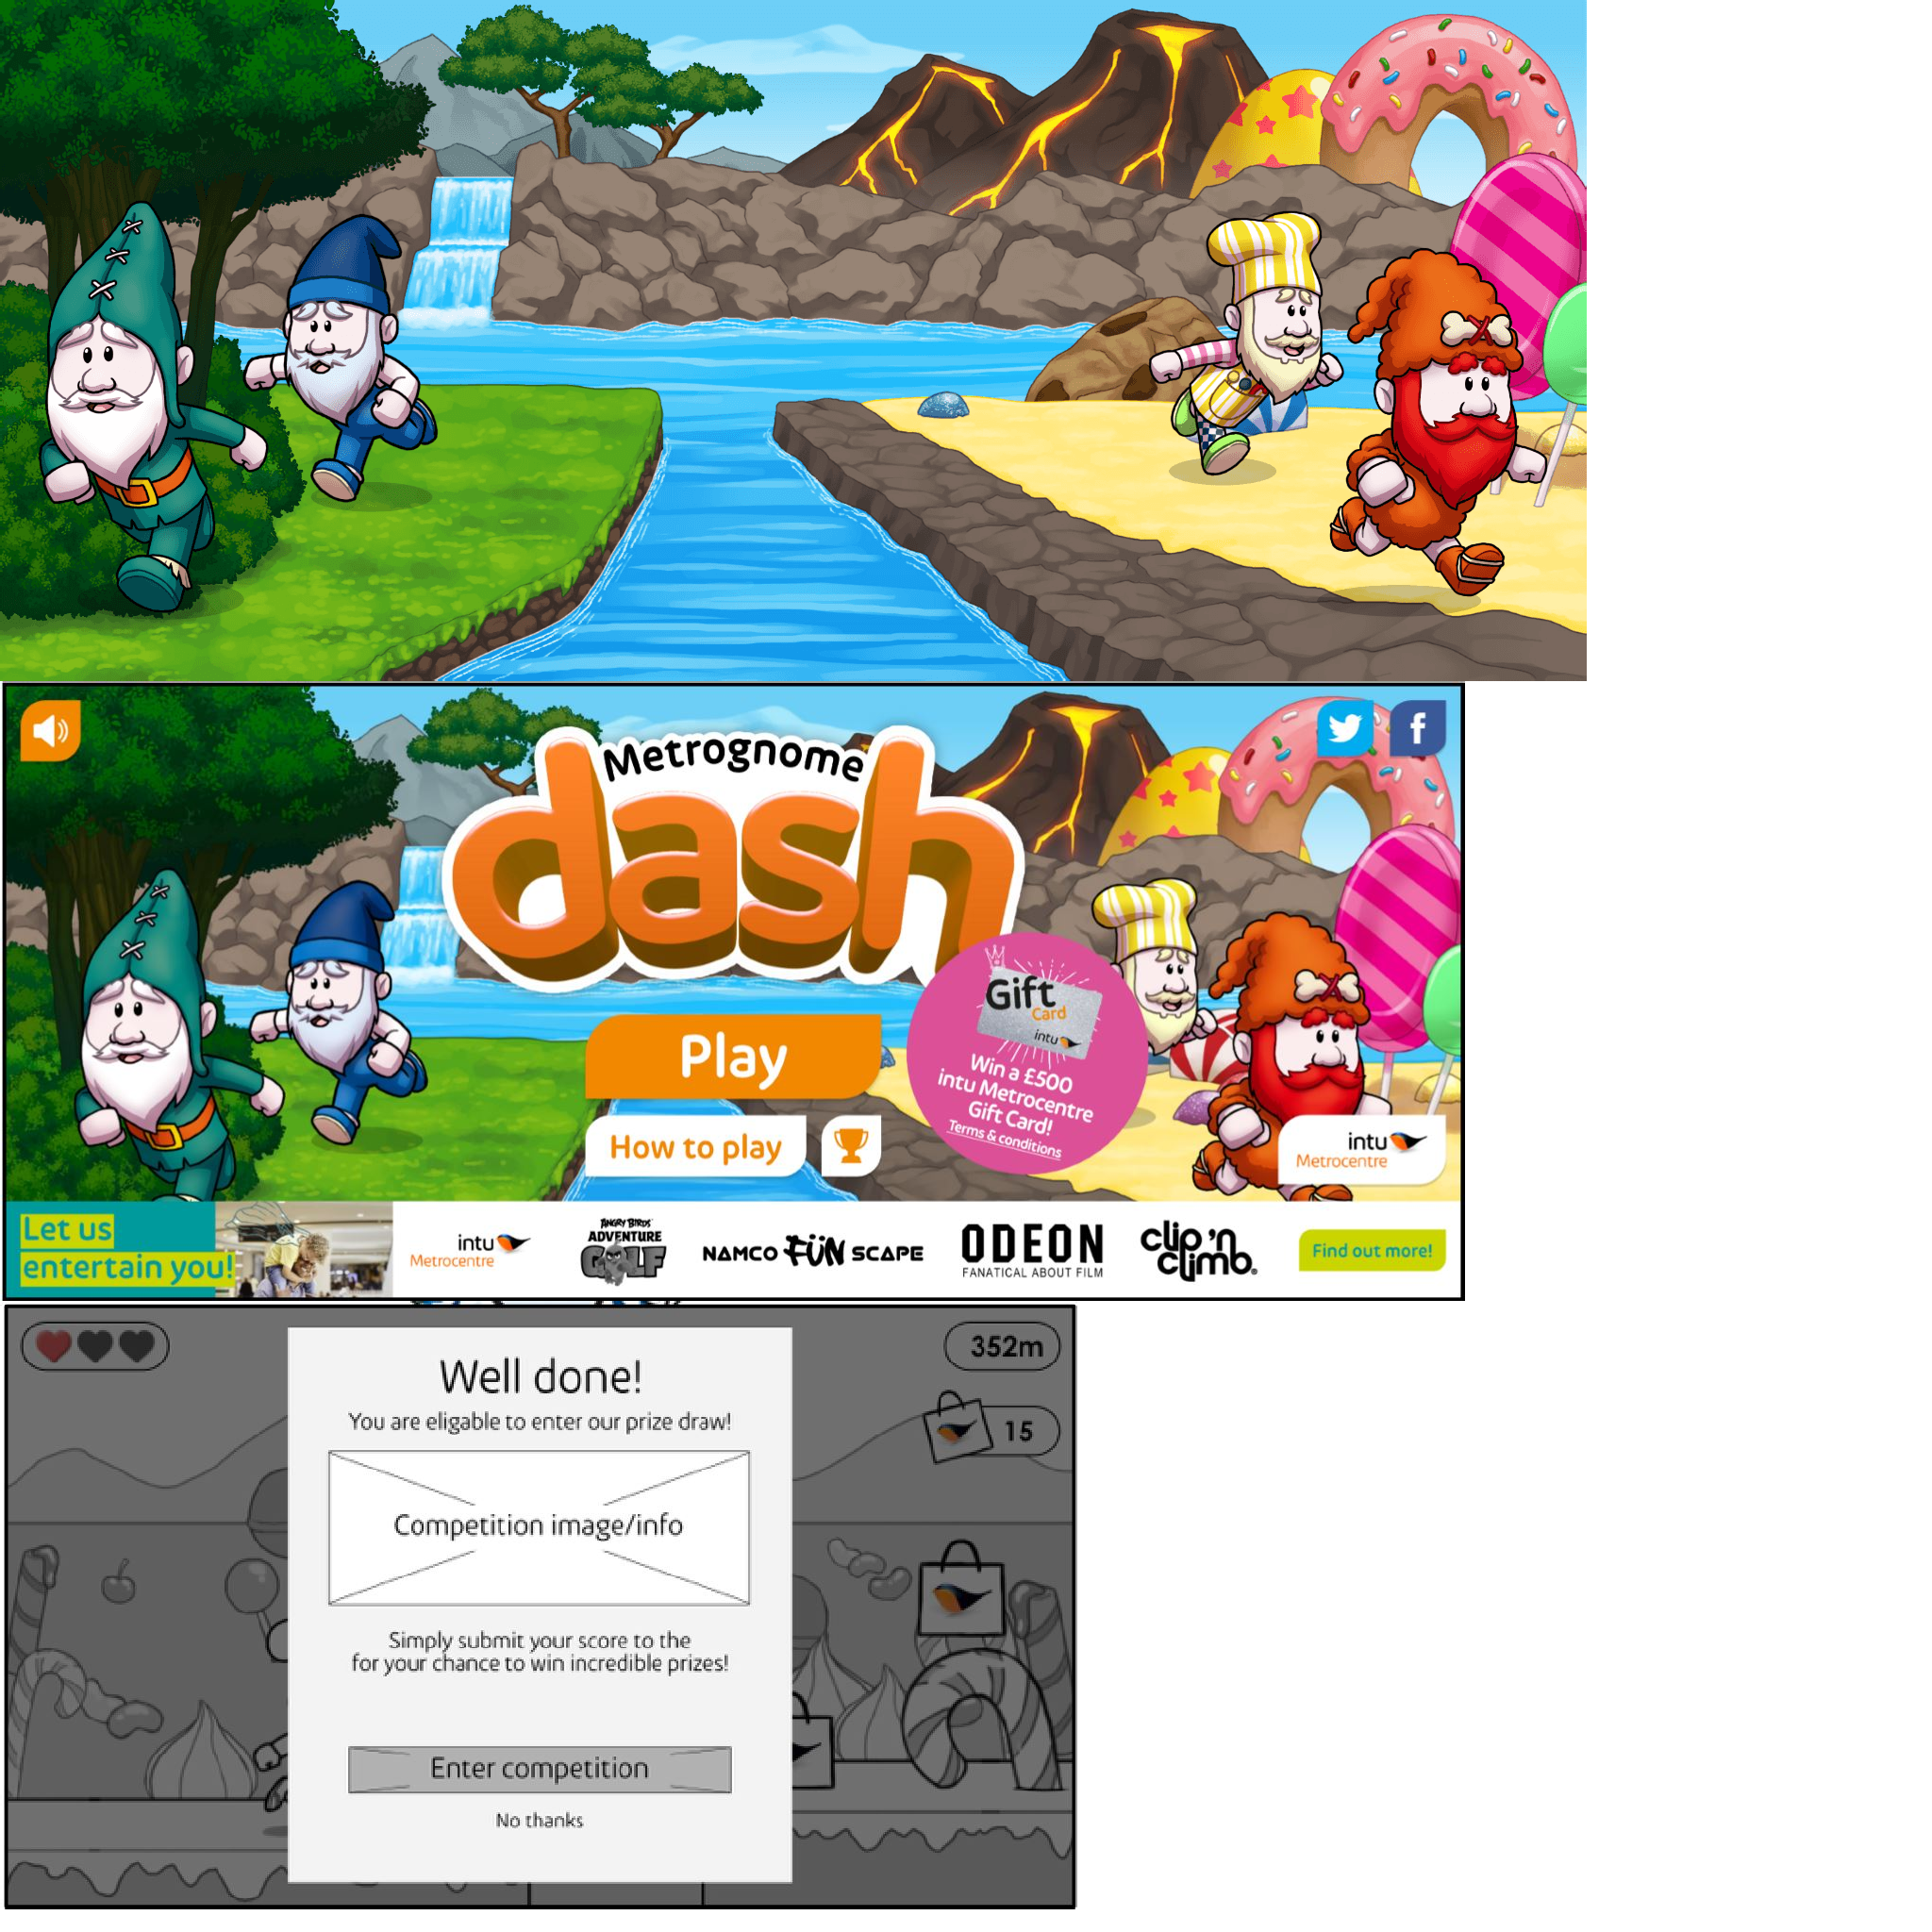 Metrognome
dash
Gift
Card
intu
Win a £500
intu Metrocentre
Gift Card!
Terms & conditions
Play
How to play
intu
Metrocentre
Let us
entertain you!
intu
Metrocentre
ANGRY BIRDS
ADVENTURE
GOLF
NAMCO FUN SCAPE
ODEON
FANATICAL ABOUT FILM
clip 'n
climb.
Find out more!
352m
15
Well done!
You are eligable to enter our prize draw!
Competition image/info
Simply submit your score to the
for your chance to win incredible prizes!
Enter competition
No thanks